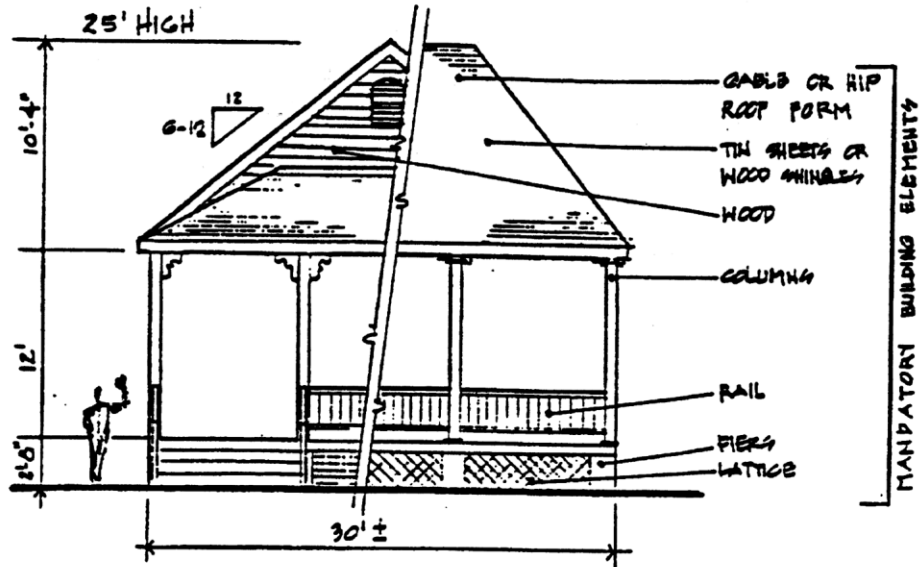 25' HIGH
12
6-12
10'-4"
12'
2'8"
30' ±
GABLE OR HIP
ROOF FORM
TIN SHEETS OR
WOOD SHINGLES
WOOD
COLUMNS
RAIL
PIERS
LATTICE
MANDATORY BUILDING ELEMENTS